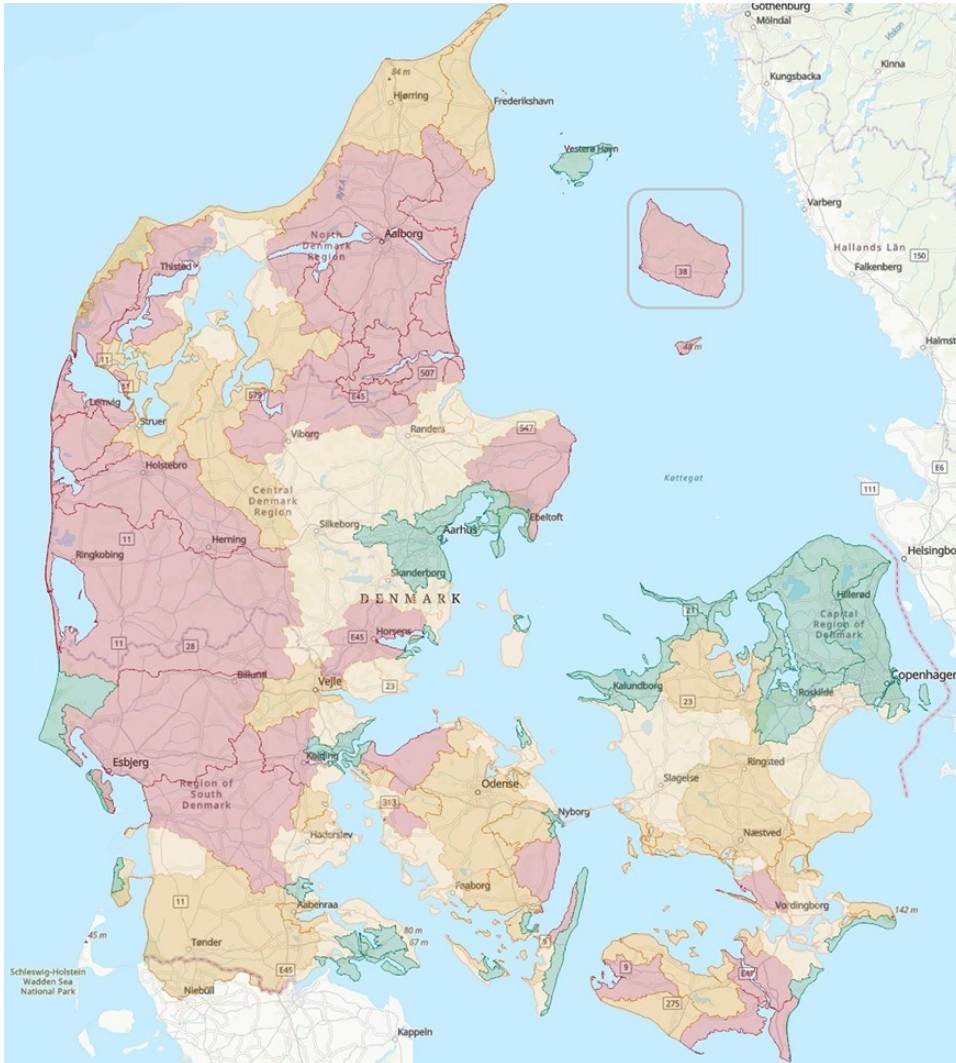 Gothenburg
Mölndal
Kinna
Kungsbacka
84 m
Hjørring
Frederikshavn
Vesterø Havn
Varberg
Hallands Län
150
Falkenberg
North
Denmark
Region
Aalborg
Thisted
38
Halmst
48 m
11
11
507
579
E45
Lemvig
Struer
Viborg
Randers
547
Holstebro
E6
Kattegat
111
Central
Denmark
Region
Ebeltoft
Silkeborg
Aarhus
11
Herning
Ringkobing
Helsingbo
Skanderborg
DENMARK
Hillerød
21
Capital
Region of
Denmark
E45
Horsens
11
28
Billund
Vejle
23
Kalundborg
23
Copenhagen
Roskilde
Esbjerg
Kolding
Region of
South
Denmark
Odense
Ringsted
Slagelse
313
Nyborg
Haderslev
Næstved
Faaborg
11
Aabenraa
Vordingborg
142 m
45 m
80 m
67 m
Tønder
9
Schleswig-Holstein
Wadden Sea
National Park
E45
9
E47
Niebüll
275
Kappeln